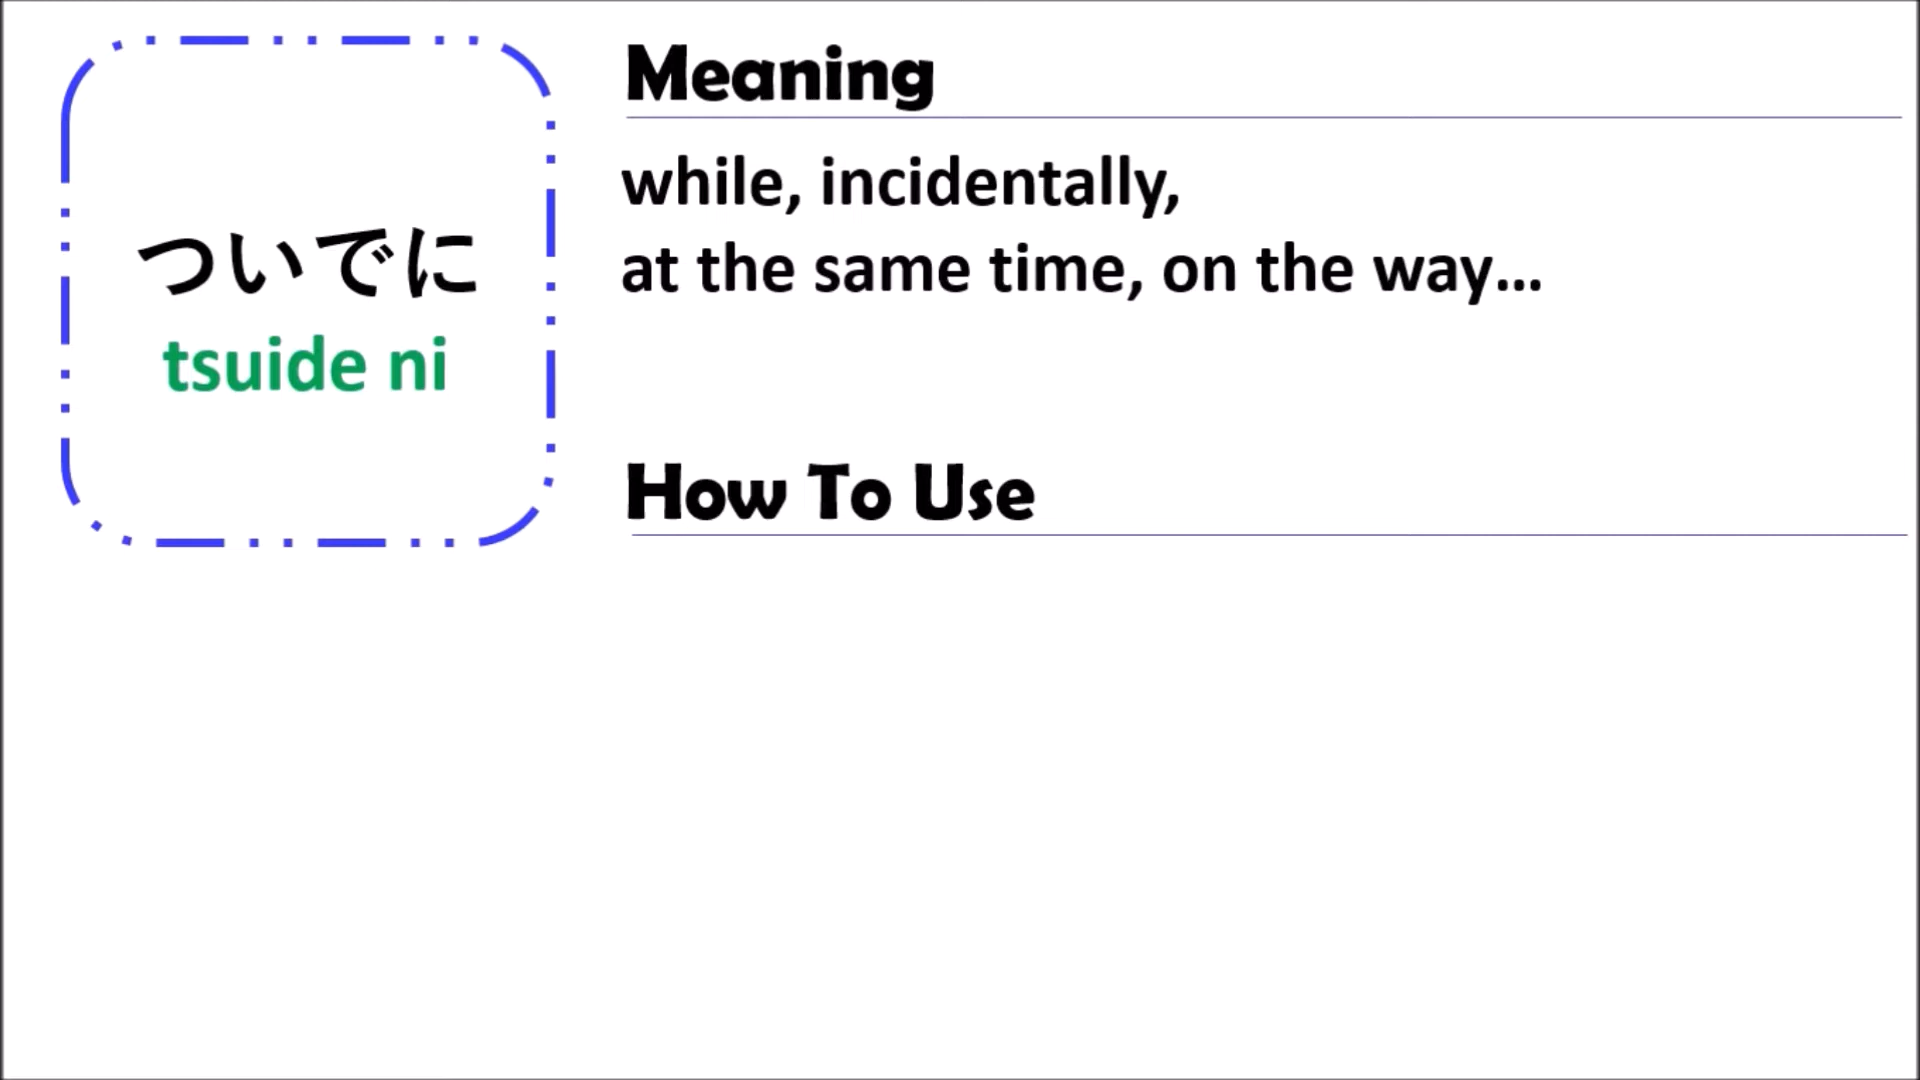 ついでに
tsuide ni
Meaning
while, incidentally,
at the same time, on the way...
How To Use